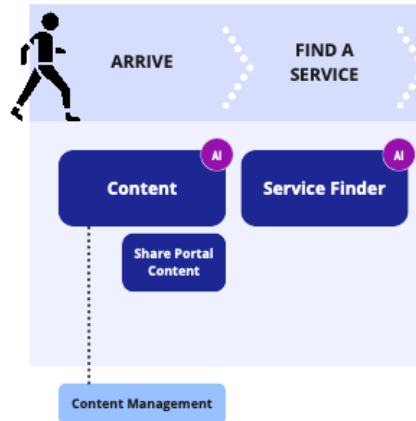 ARRIVE
FIND A
SERVICE
AI
AI
Content
Service Finder
Share Portal
Content
Content Management